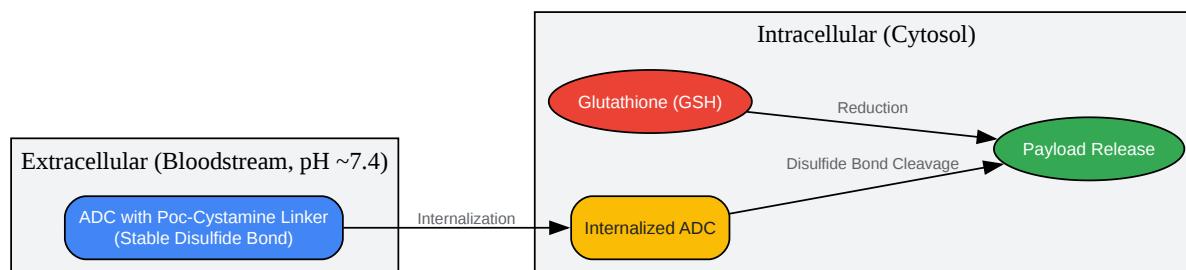 Intracellular (Cytosol)
Glutathione (GSH)
Reduction
Payload Release
Extracellular (Bloodstream, pH ~7.4)
Disulfide Bond Cleavage
ADC with Poc-Cystamine Linker
(Stable Disulfide Bond)
Internalization
Internalized ADC